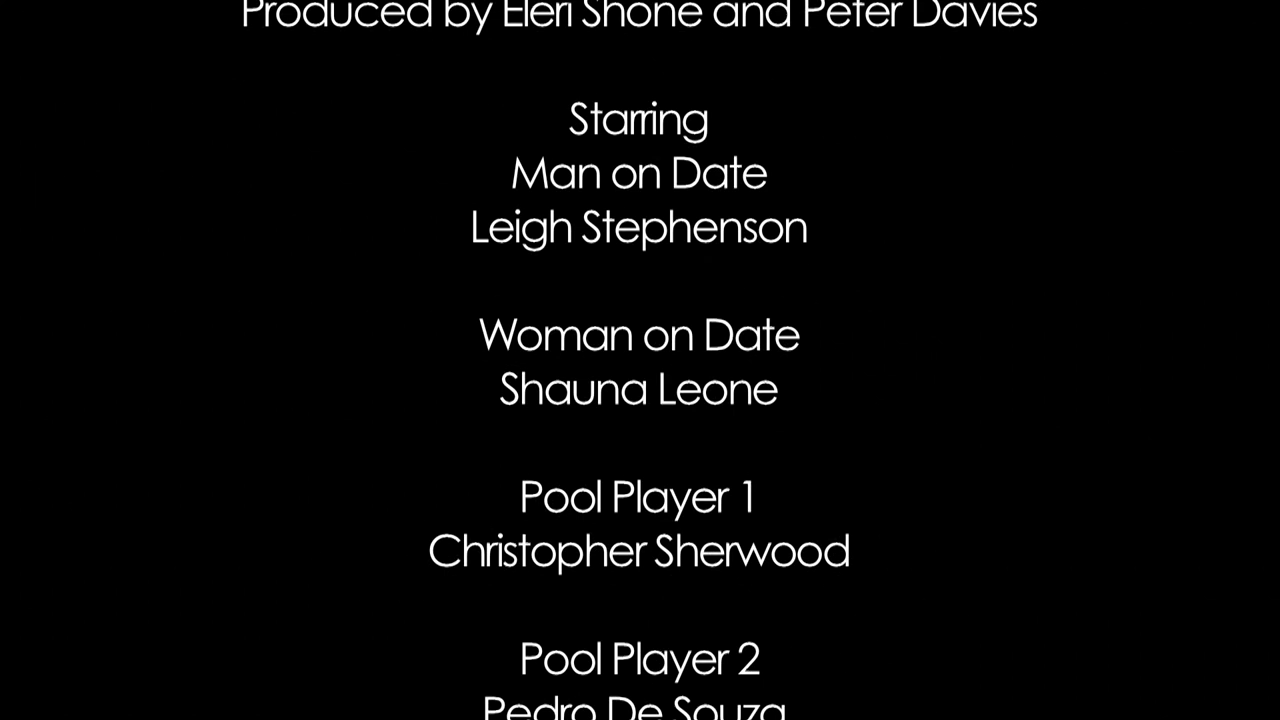 Produced by Eleri Shone and Peter Davies
Starring
Man on Date
Leigh Stephenson
Woman on Date
Shauna Leone
Pool Player 1
Christopher Sherwood
Pool Player 2
Pedro De Souza